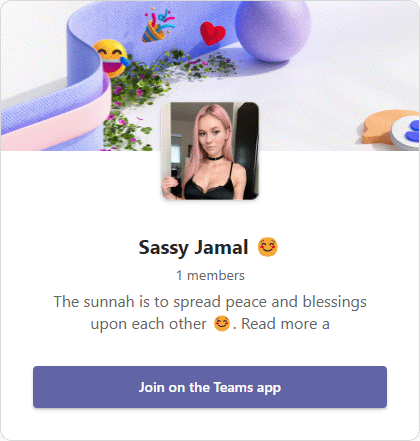 Sassy Jamal 😊
1 members
The sunnah is to spread peace and blessings
upon each other 😊. Read more a
Join on the Teams app